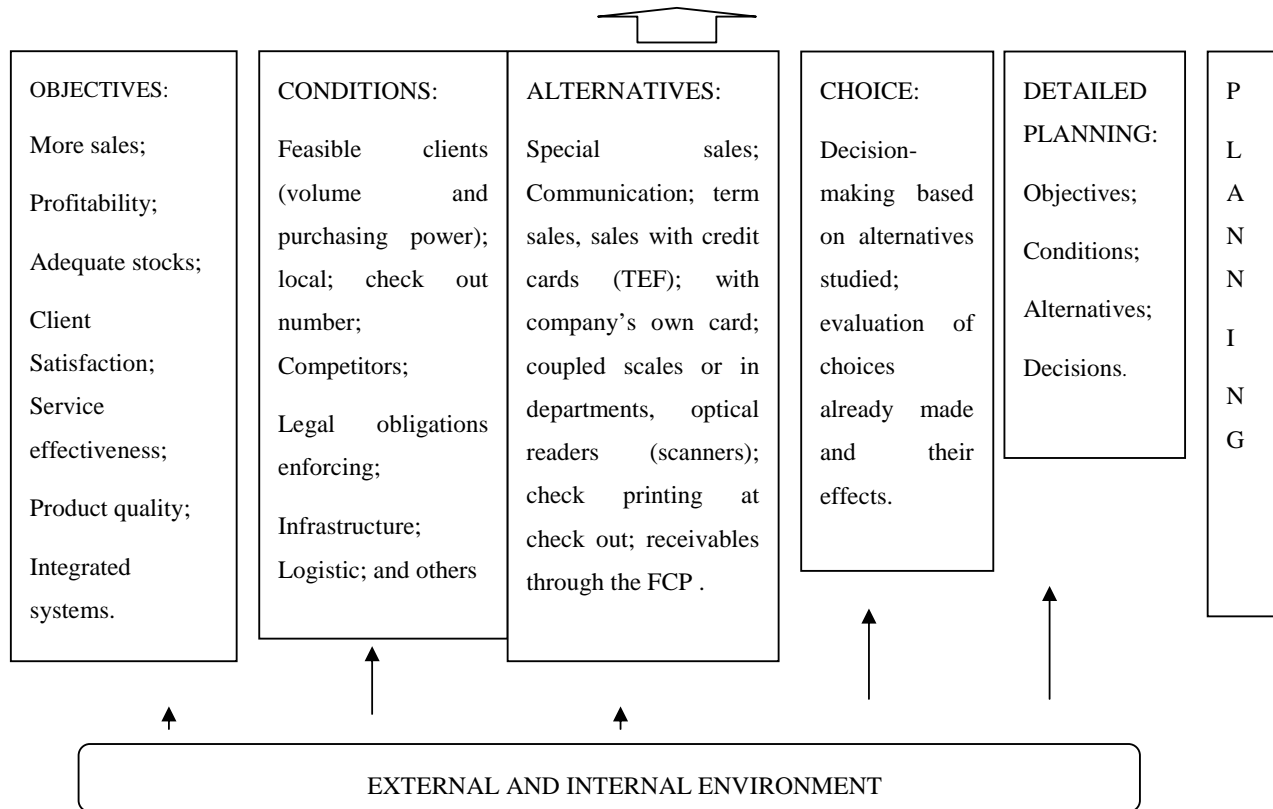 OBJECTIVES:
More sales;
Profitability;
Adequate stocks;
Client
Satisfaction;
Service
effectiveness;
Product quality;
Integrated
systems.
CONDITIONS:
Feasible clients
(volume and
purchasing power);
local; check out
number;
Competitors;
Legal obligations
enforcing;
Infrastructure;
Logistic; and others
ALTERNATIVES:
Special sales;
Communication; term
sales, sales with credit
cards (TEF); with
company’s own card;
coupled scales or in
departments, optical
readers (scanners);
check printing at
check out; receivables
through the FCP .
CHOICE:
Decision-
making based
on alternatives
studied;
evaluation of
choices
already made
and their
effects.
DETAILED
PLANNING:
Objectives;
Conditions;
Alternatives;
Decisions.
P
L
A
N
N
I
N
G
EXTERNAL AND INTERNAL ENVIRONMENT